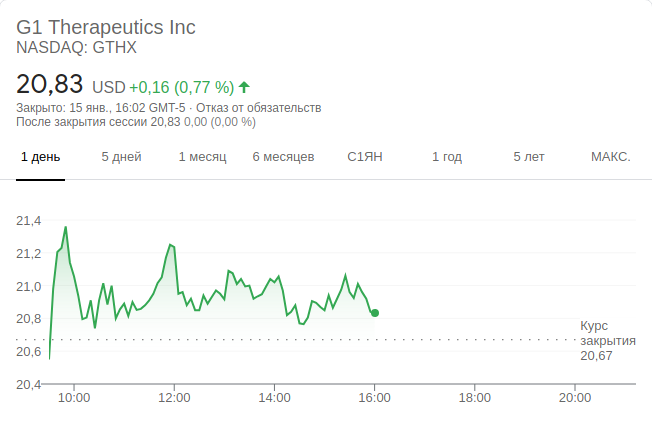 G1 Therapeutics Inc
NASDAQ: GTHX
20,83 USD +0,16 (0,77 %)
Закрыто: 15 янв., 16:02 GMT-5 · Отказ от обязательств
После закрытия сессии 20,83 0,00 (0,00 %)
1 день 5 дней 1 месяц 6 месяцев С1ЯН 1 год 5 лет МАКС.
21,4
21,2
21,0
20,8
Курс
закрытия
20,67
20,6
20,4
10:00 12:00 14:00 16:00 18:00 20:00